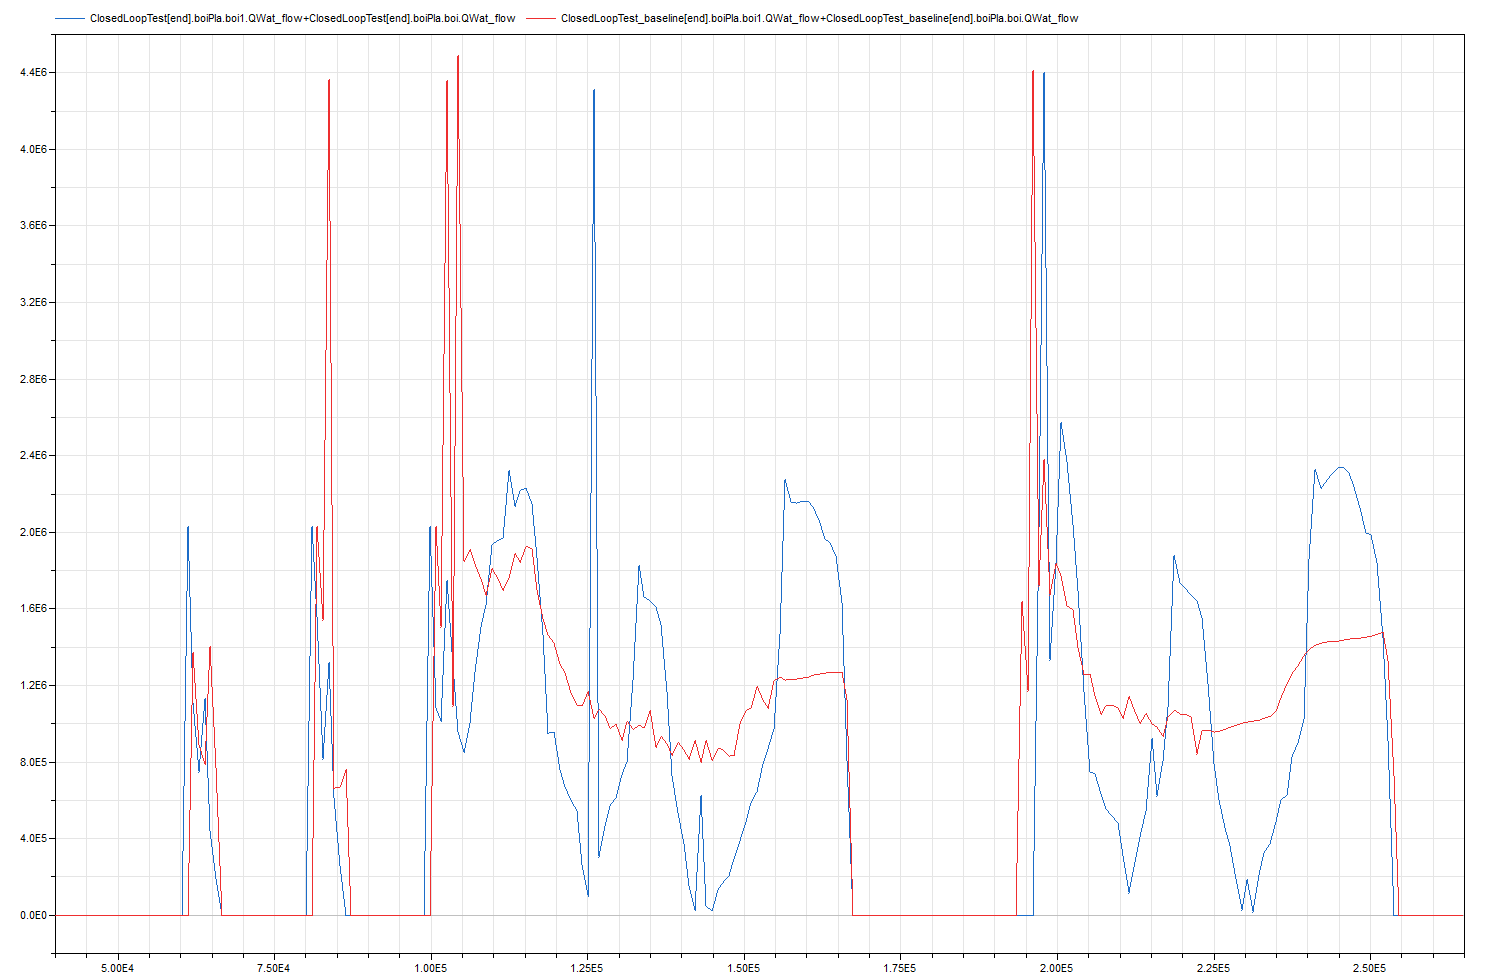 ClosedLoopTest[end].boiPla.boi1.QWat_flow+ClosedLoopTest[end].boiPla.boi.QWat_flow ClosedLoopTest_baseline[end].boiPla.boi1.QWat_flow+ClosedLoopTest_baseline[end].boiPla.boi.QWat_flow
4.4E6
4.0E6
3.6E6
3.2E6
2.8E6
2.4E6
2.0E6
1.6E6
1.2E6
8.0E5
4.0E5
0.0E0
5.00E4 7.50E4 1.00E5 1.25E5 1.50E5 1.75E5 2.00E5 2.25E5 2.50E5